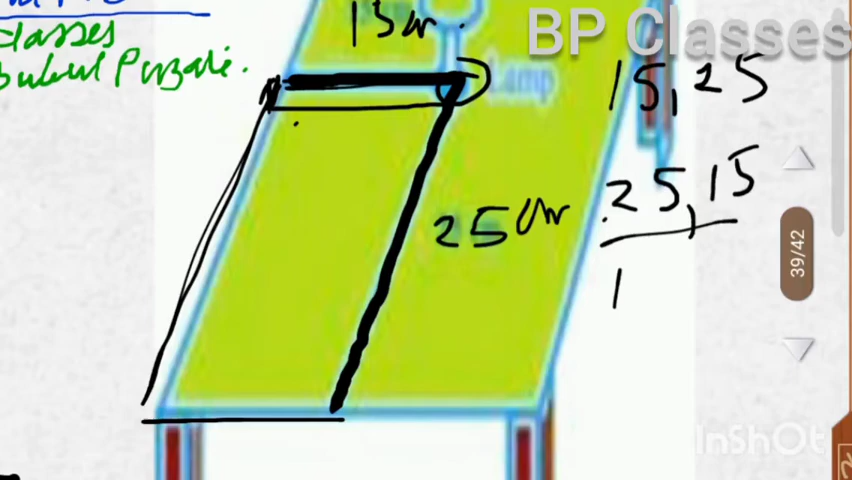 15cm
BP Classes
classes
Lamp
15,25
25cm
25,15
1
39/42
InShOt